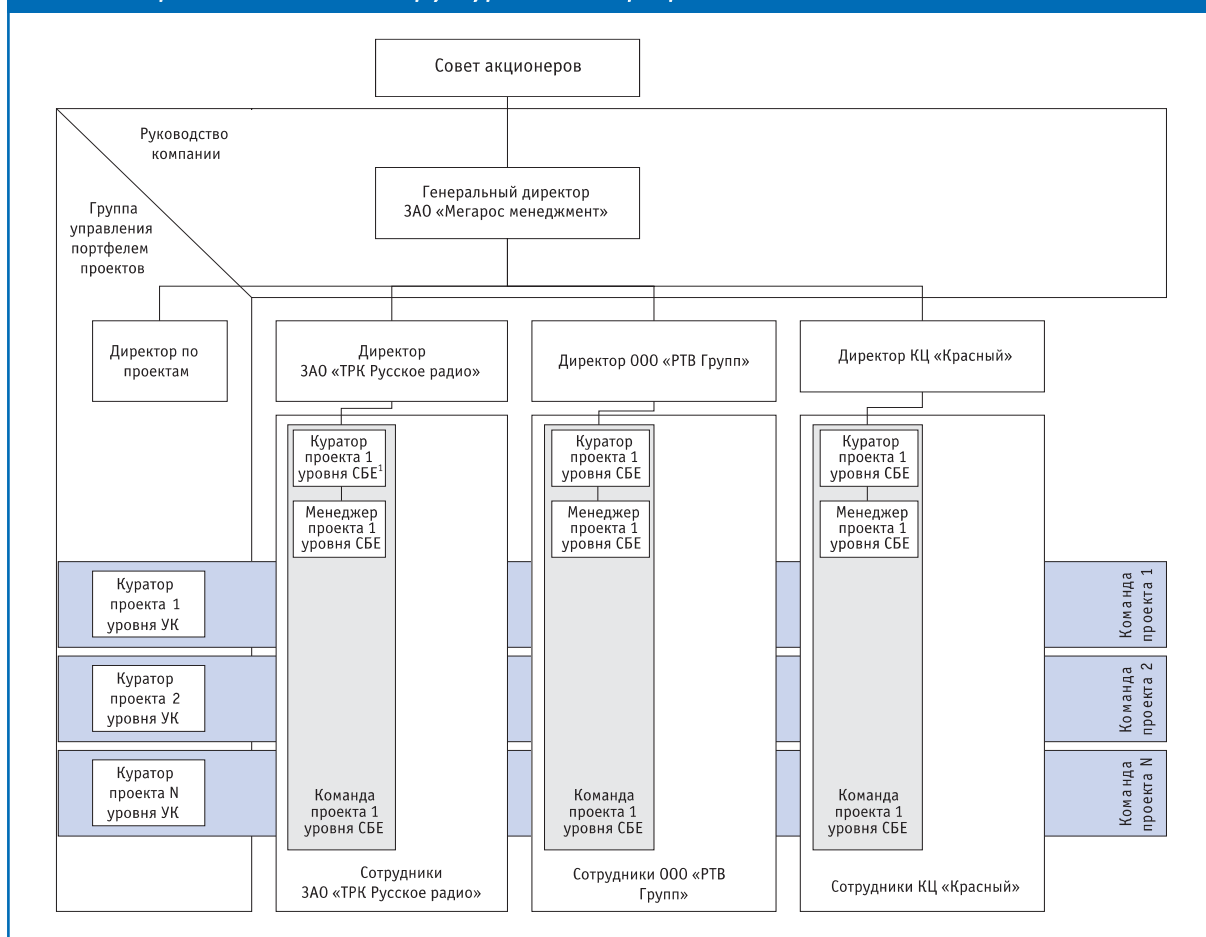 Совет акционеров
Руководство
компании
Генеральный директор
ЗАО «Мегарос менеджмент»
Группа
управления
портфелем
проектов
Директор по
проектам
Директор
ЗАО «ТРК Русское радио»
Директор ООО «РТВ Групп»
Директор КЦ «Красный»
Куратор
проекта 1
уровня СБЕ¹
Менеджер
проекта 1
уровня СБЕ
Куратор
проекта 1
уровня СБЕ
Менеджер
проекта 1
уровня СБЕ
Куратор
проекта 1
уровня СБЕ
Менеджер
проекта 1
уровня СБЕ
Куратор
проекта 1
уровня УК
Команда
проекта 1
Куратор
проекта 2
уровня УК
Команда
проекта 2
Куратор
проекта N
уровня УК
Команда
проекта N
Команда
проекта 1
уровня СБЕ
Команда
проекта 1
уровня СБЕ
Команда
проекта 1
уровня СБЕ
Сотрудники
ЗАО «ТРК Русское радио»
Сотрудники ООО «РТВ
Групп»
Сотрудники КЦ «Красный»